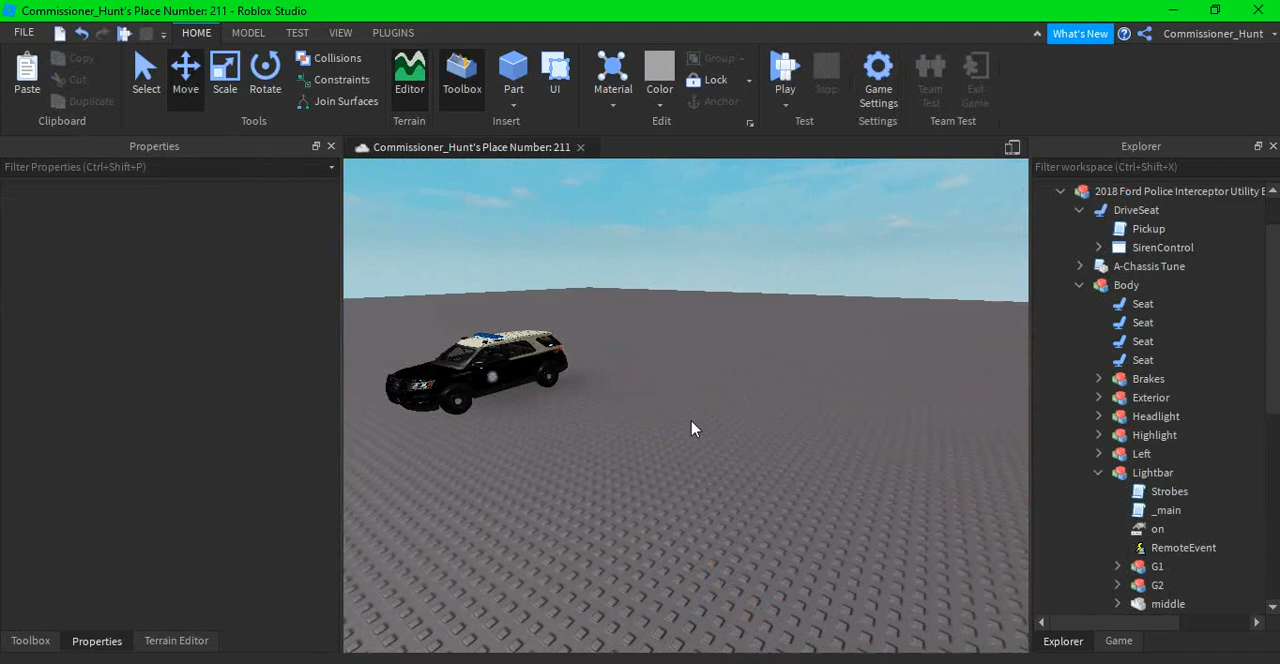 Commissioner_Hunt's Place Number: 211 - Roblox Studio
FILE HOME MODEL TEST VIEW PLUGINS What's New Commissioner_Hunt
Paste Copy Cut Duplicate Select Move Scale Rotate Collisions Constraints Join Surfaces Editor Toolbox Part UI Material Color Group Lock Anchor Play Stop Game Settings Team Test Exit Game
Clipboard Tools Terrain Insert Edit Test Settings Team Test
Properties
Filter Properties (Ctrl+Shift+P)
Commissioner_Hunt's Place Number: 211
Explorer
Filter workspace (Ctrl+Shift+X)
2018 Ford Police Interceptor Utility
DriveSeat
Pickup
SirenControl
A-Chassis Tune
Body
Seat
Seat
Seat
Seat
Brakes
Exterior
Headlight
Highlight
Left
Lightbar
Strobes
_main
on
RemoteEvent
G1
G2
middle
Toolbox Properties Terrain Editor
Explorer Game